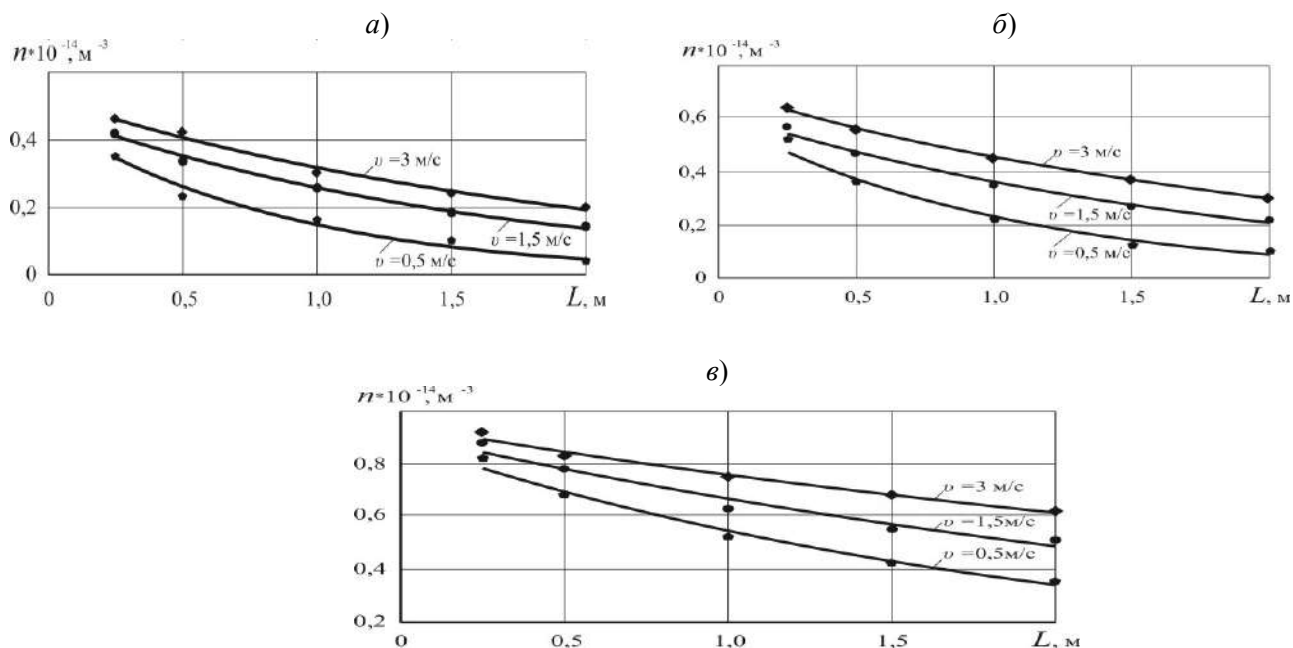 а)
n*10 -14, м -3
0,4
0,2
0
υ = 3 м/с
υ = 1,5 м/с
υ = 0,5 м/с
0
0,5
1,0
1,5
L, м
б)
n*10 -14, м -3
0,6
0,4
0,2
0
υ = 3 м/с
υ = 1,5 м/с
υ = 0,5 м/с
0
0,5
1,0
1,5
L, м
в)
n*10 -14, м -3
0,8
0,6
0,4
0,2
υ = 3 м/с
υ = 1,5м/с
υ = 0,5м/с
0
0,5
1,0
1,5
L, м